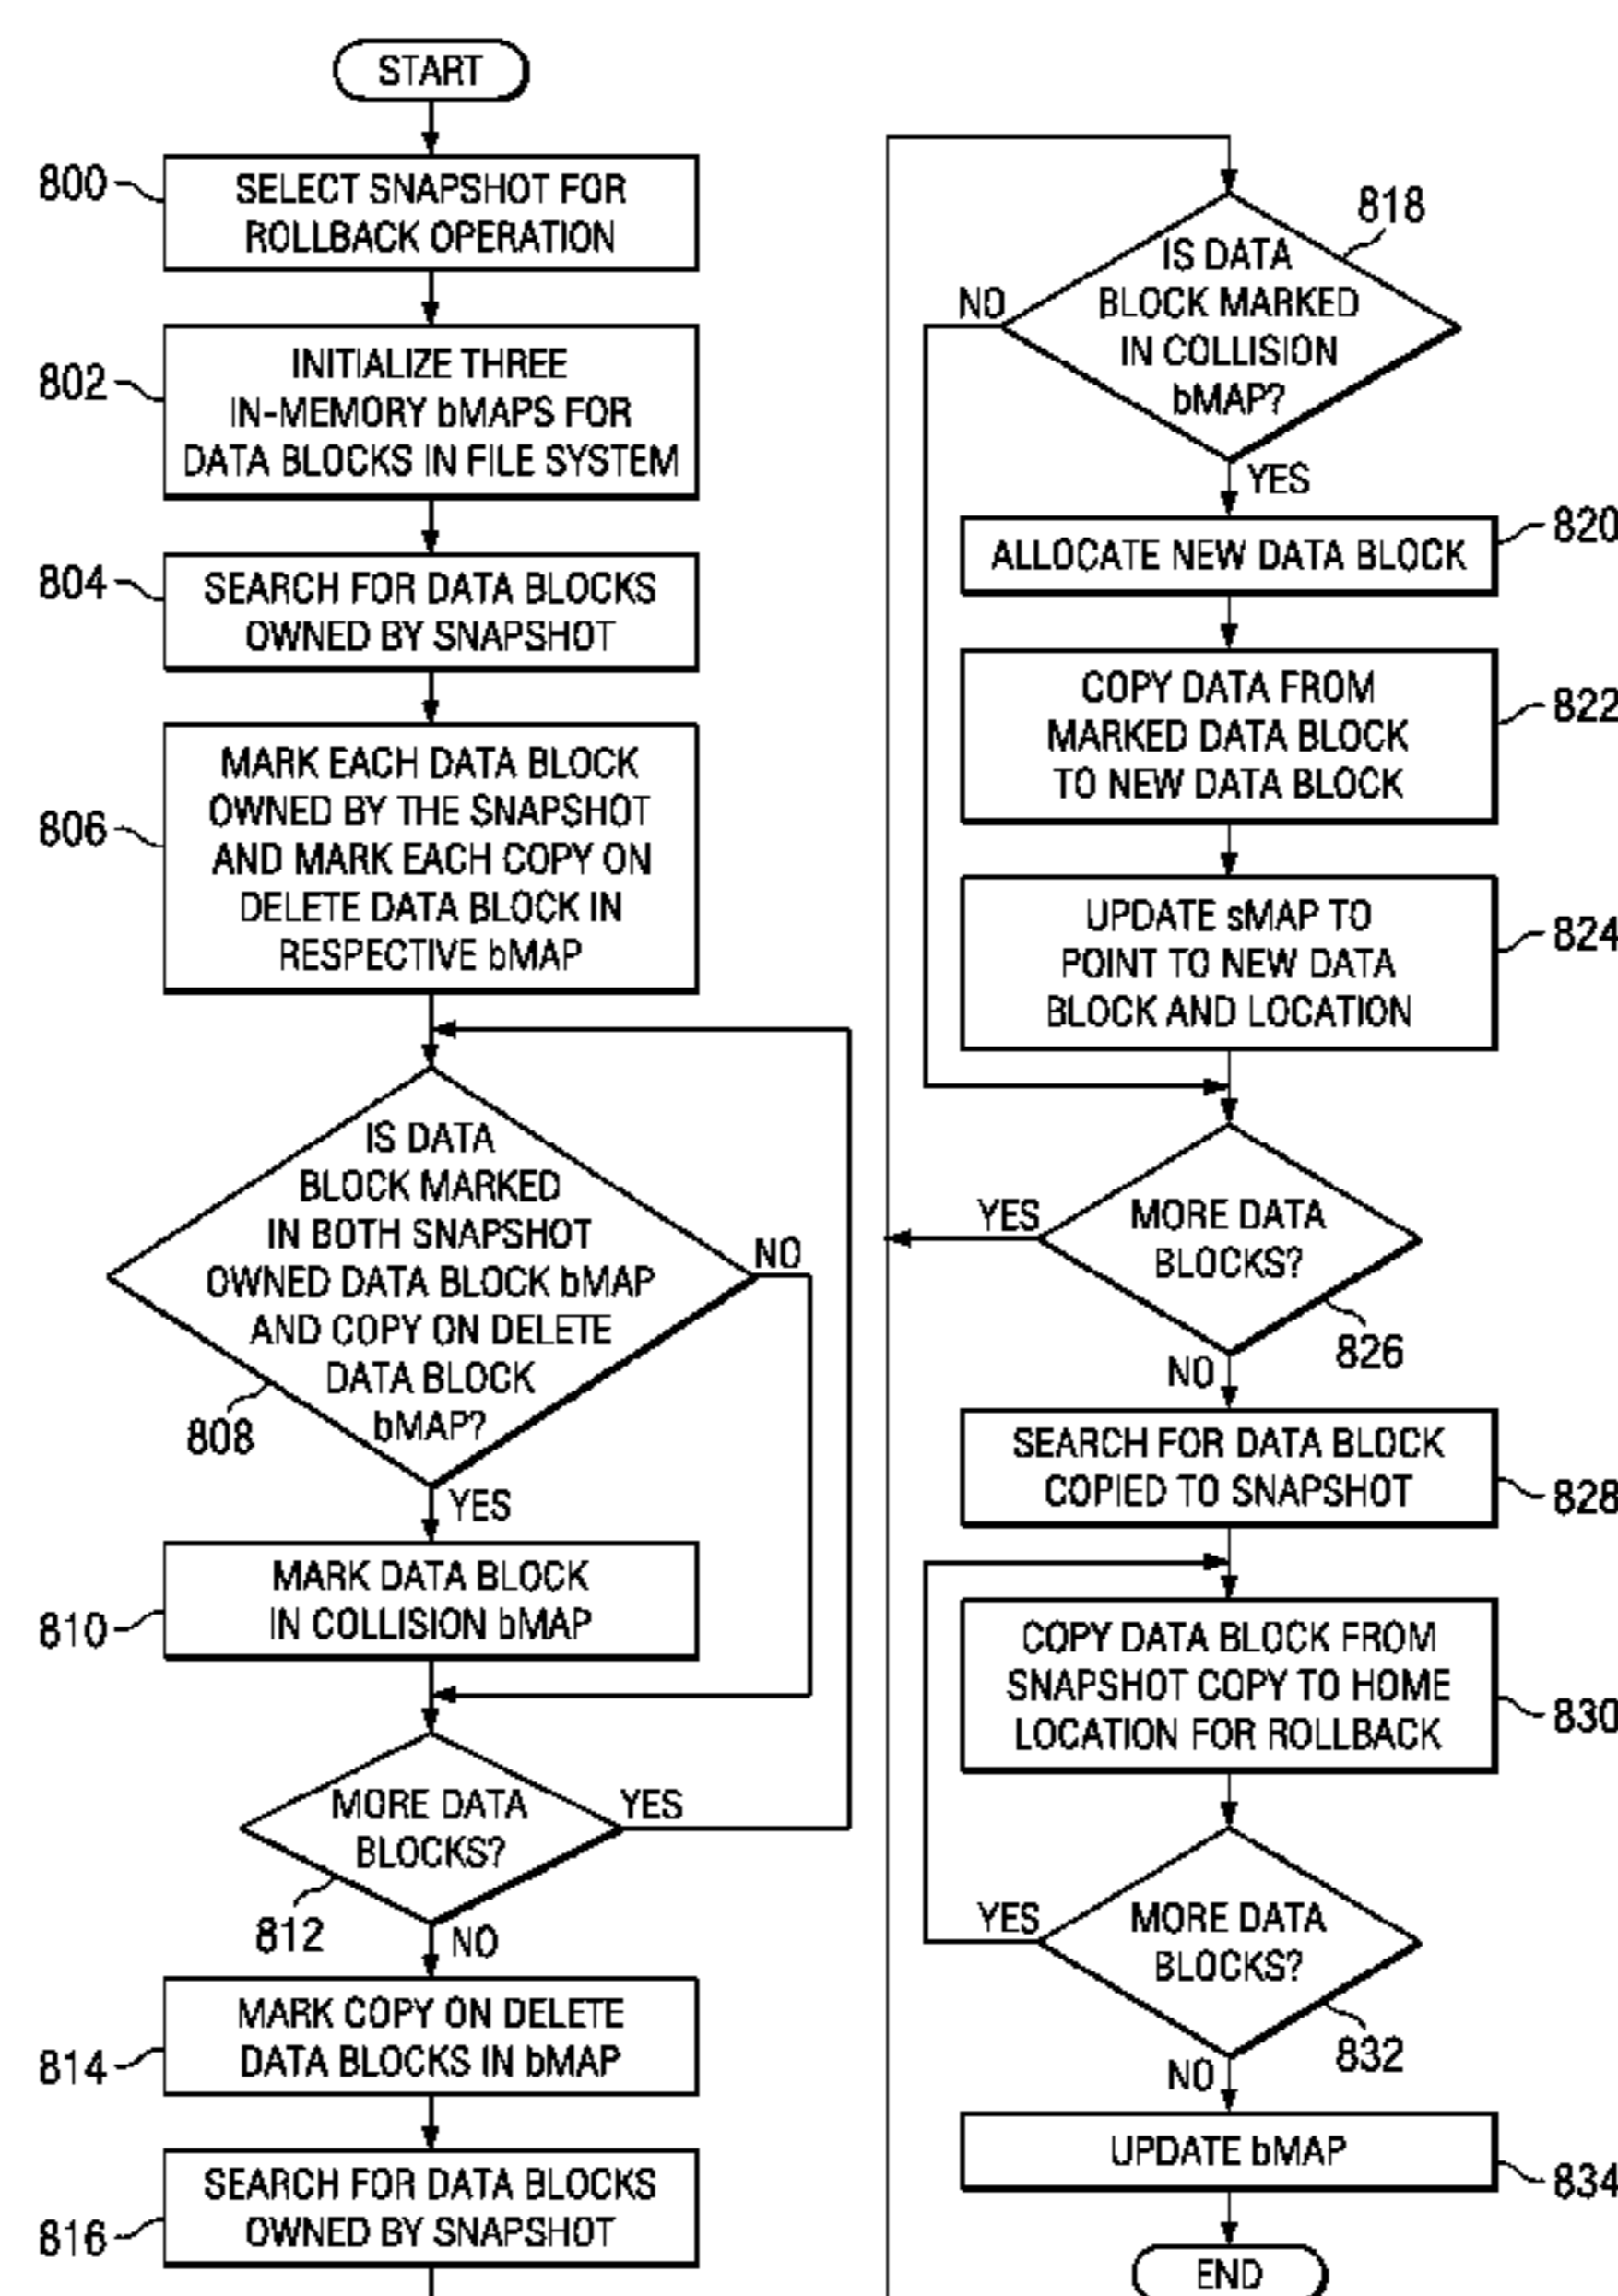 START
800
SELECT SNAPSHOT FOR
ROLLBACK OPERATION
802
INITIALIZE THREE
IN-MEMORY bMAPS FOR
DATA BLOCKS IN FILE SYSTEM
804
SEARCH FOR DATA BLOCKS
OWNED BY SNAPSHOT
806
MARK EACH DATA BLOCK
OWNED BY THE SNAPSHOT
AND MARK EACH COPY ON
DELETE DATA BLOCK IN
RESPECTIVE bMAP
IS DATA
BLOCK MARKED
IN BOTH SNAPSHOT
OWNED DATA BLOCK bMAP
AND COPY ON DELETE
DATA BLOCK
bMAP?
NO
808
YES
810
MARK DATA BLOCK
IN COLLISION bMAP
MORE DATA
BLOCKS?
YES
812
NO
814
MARK COPY ON DELETE
DATA BLOCKS IN bMAP
816
SEARCH FOR DATA BLOCKS
OWNED BY SNAPSHOT
818
IS DATA
BLOCK MARKED
IN COLLISION
bMAP?
NO
YES
ALLOCATE NEW DATA BLOCK
820
COPY DATA FROM
MARKED DATA BLOCK
TO NEW DATA BLOCK
822
UPDATE sMAP TO
POINT TO NEW DATA
BLOCK AND LOCATION
824
YES
MORE DATA
BLOCKS?
826
NO
SEARCH FOR DATA BLOCK
COPIED TO SNAPSHOT
828
COPY DATA BLOCK FROM
SNAPSHOT COPY TO HOME
LOCATION FOR ROLLBACK
830
YES
MORE DATA
BLOCKS?
832
NO
UPDATE bMAP
834
END